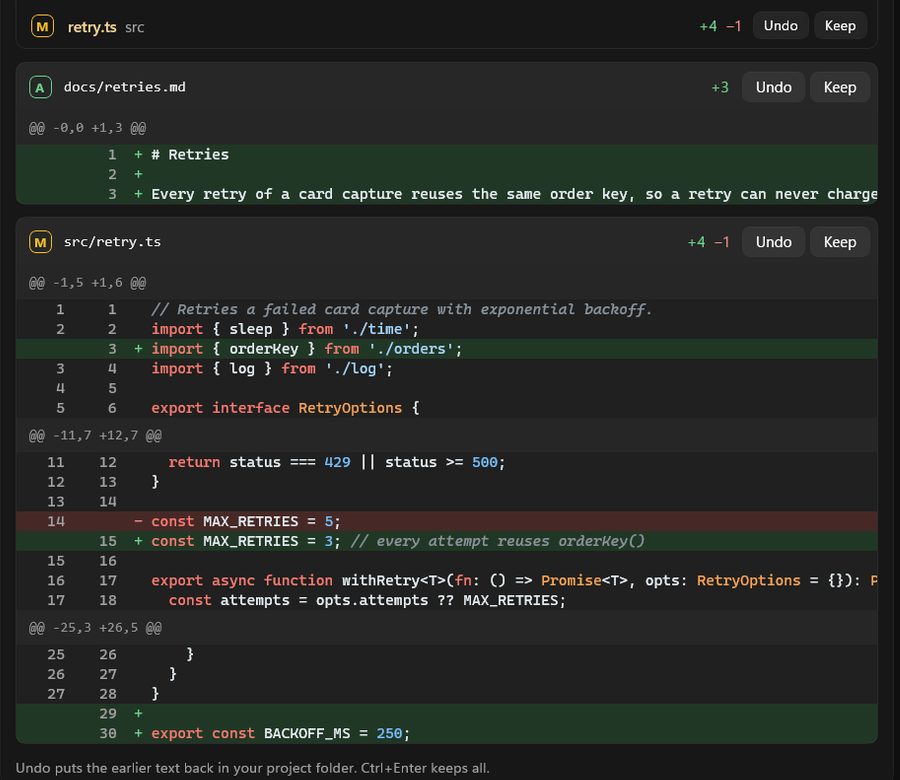 M retry.ts src +4 −1 Undo Keep
A docs/retries.md +3 Undo Keep
@@ -0,0 +1,3 @@
1 + # Retries
2 +
3 + Every retry of a card capture reuses the same order key, so a retry can never charge
M src/retry.ts +4 −1 Undo Keep
@@ -1,5 +1,6 @@
1 1 // Retries a failed card capture with exponential backoff.
2 2 import { sleep } from './time';
3 + import { orderKey } from './orders';
3 4 import { log } from './log';
4 5
5 6 export interface RetryOptions {
@@ -11,7 +12,7 @@
11 12 return status === 429 || status >= 500;
12 13 }
13 14
14 − const MAX_RETRIES = 5;
15 + const MAX_RETRIES = 3; // every attempt reuses orderKey()
15 16
16 17 export async function withRetry<T>(fn: () => Promise<T>, opts: RetryOptions = {}): P
17 18 const attempts = opts.attempts ?? MAX_RETRIES;
@@ -25,3 +26,5 @@
25 26 }
26 27 }
27 28 }
29 +
30 + export const BACKOFF_MS = 250;
Undo puts the earlier text back in your project folder. Ctrl+Enter keeps all.